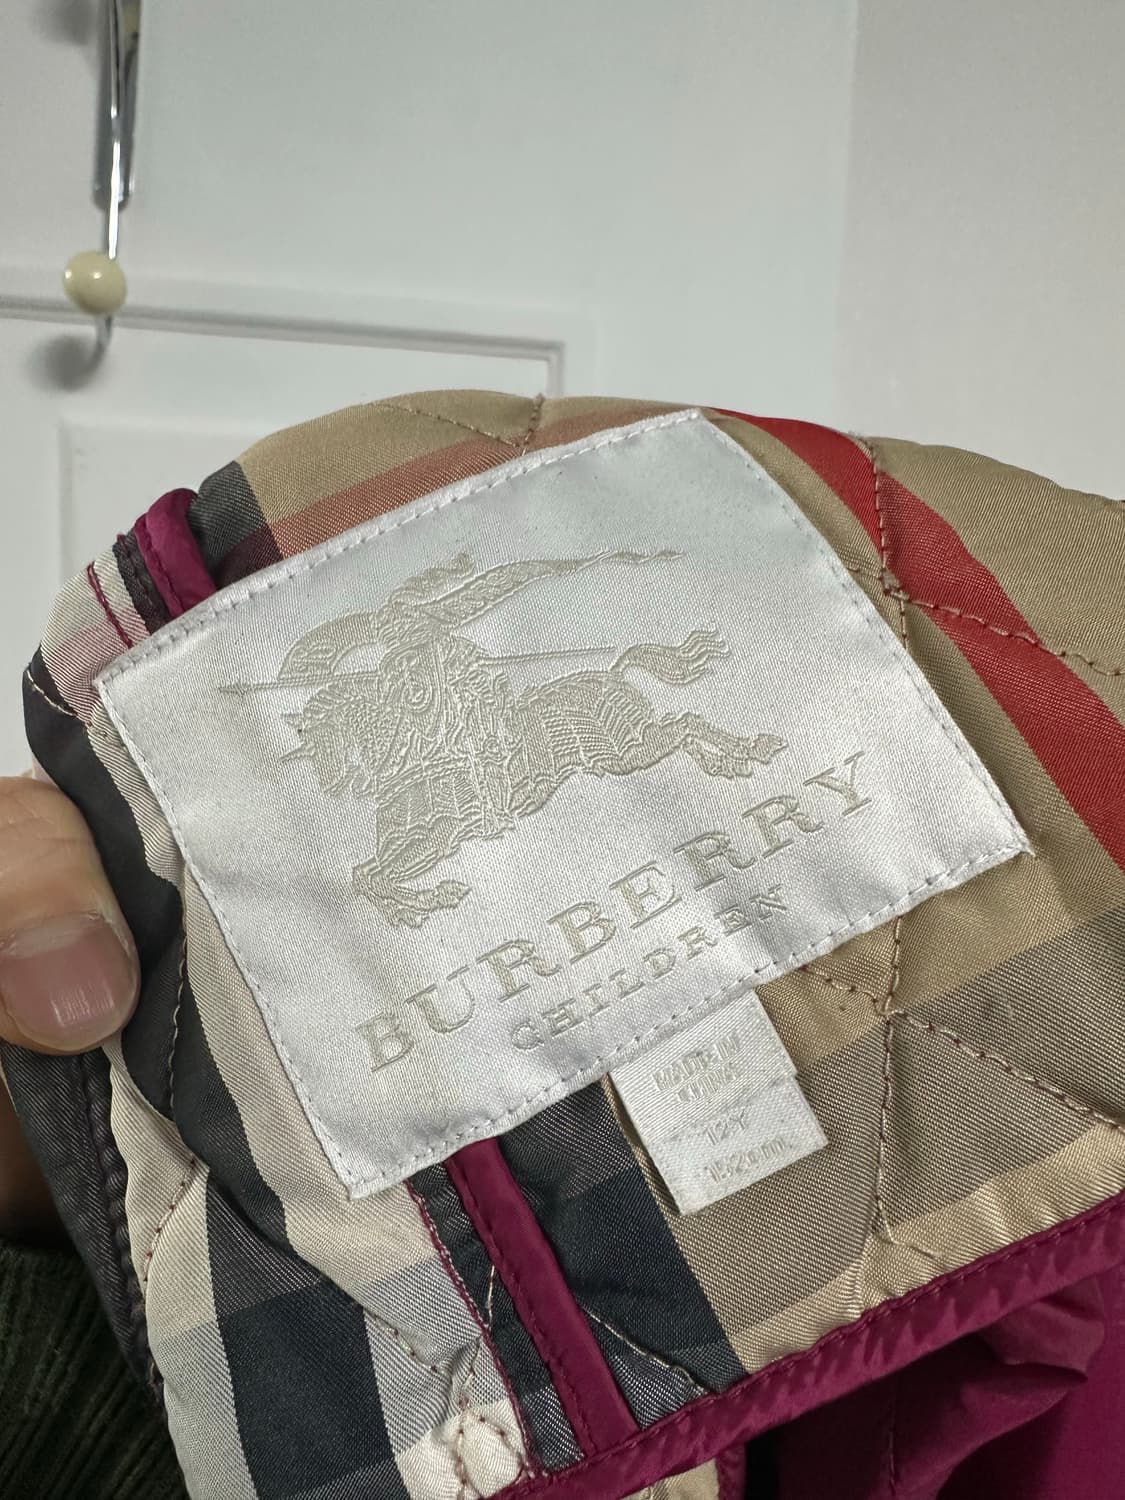 BURBERRY
CHILDREN
MADE IN
CHINA
12Y
152cm.